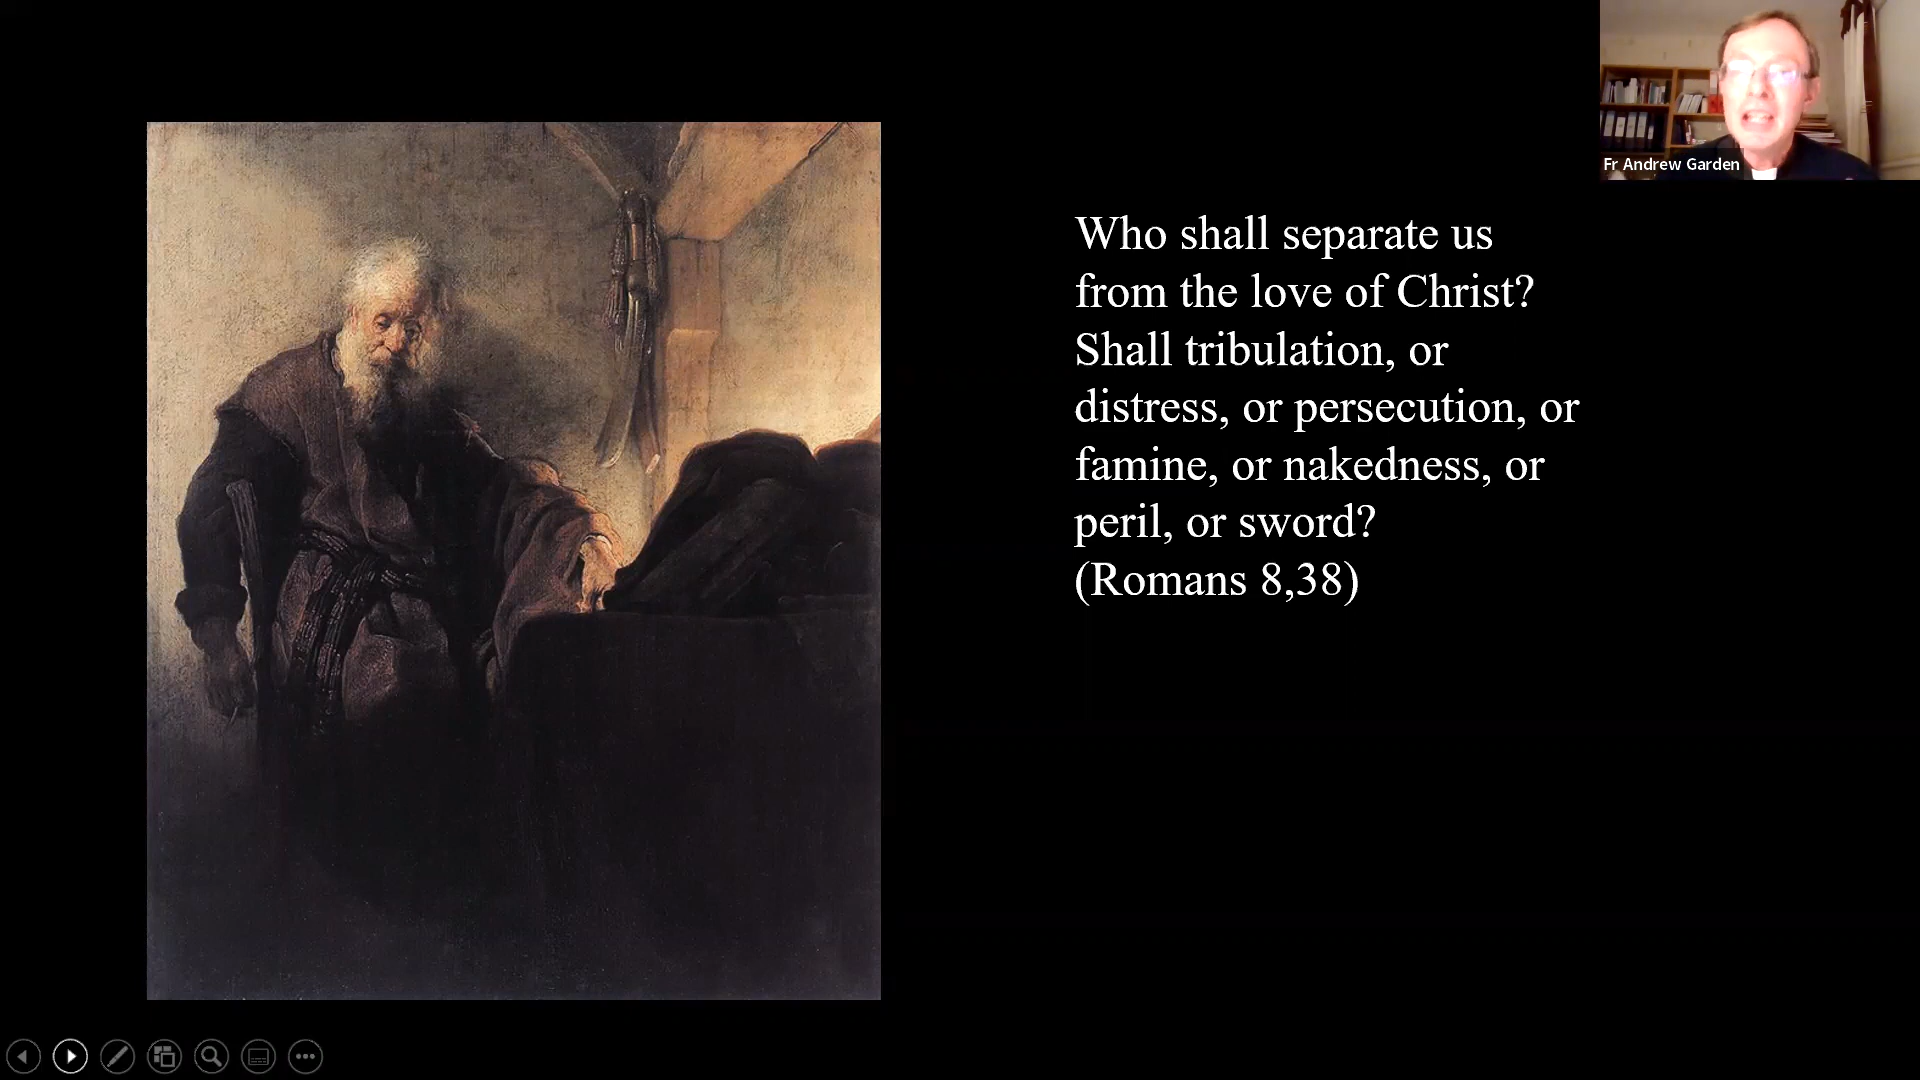 Fr Andrew Garden
Who shall separate us
from the love of Christ?
Shall tribulation, or
distress, or persecution, or
famine, or nakedness, or
peril, or sword?
(Romans 8,38)